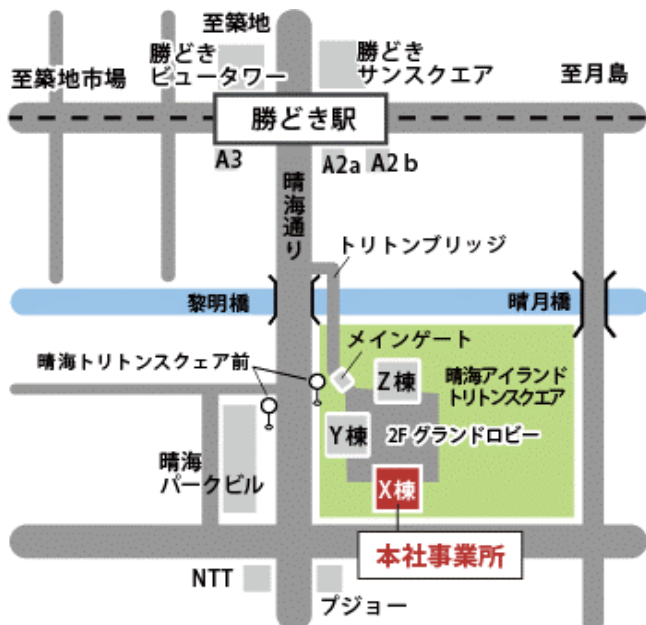 至築地
勝どき
ビュータワー
勝どき
サンスクエア
至築地市場
至月島
勝どき駅
A3
A2a
A2b
晴海通り
トリトンブリッジ
黎明橋
晴月橋
メインゲート
晴海トリトンスクェア前
Z棟
晴海アイランド
トリトンスクエア
Y棟
2Fグランドロビー
晴海
パークビル
X棟
本社事業所
NTT
プジョー